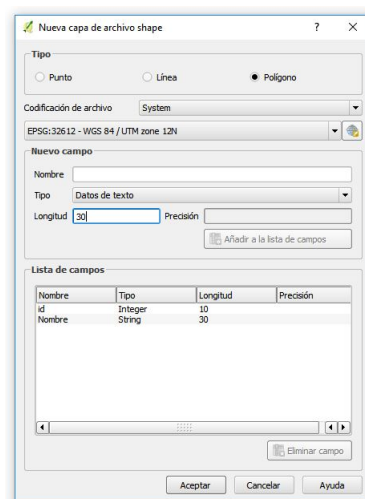 Nueva capa de archivo shape ? X
Tipo
Punto Línea Polígono
Codificación de archivo System
EPSG:32612 - WGS 84 / UTM zone 12N
Nuevo campo
Nombre
Tipo Datos de texto
Longitud 30 Precisión
Añadir a la lista de campos
Lista de campos
Nombre Tipo Longitud Precisión
id Integer 10
Nombre String 30
Eliminar campo
Aceptar Cancelar Ayuda